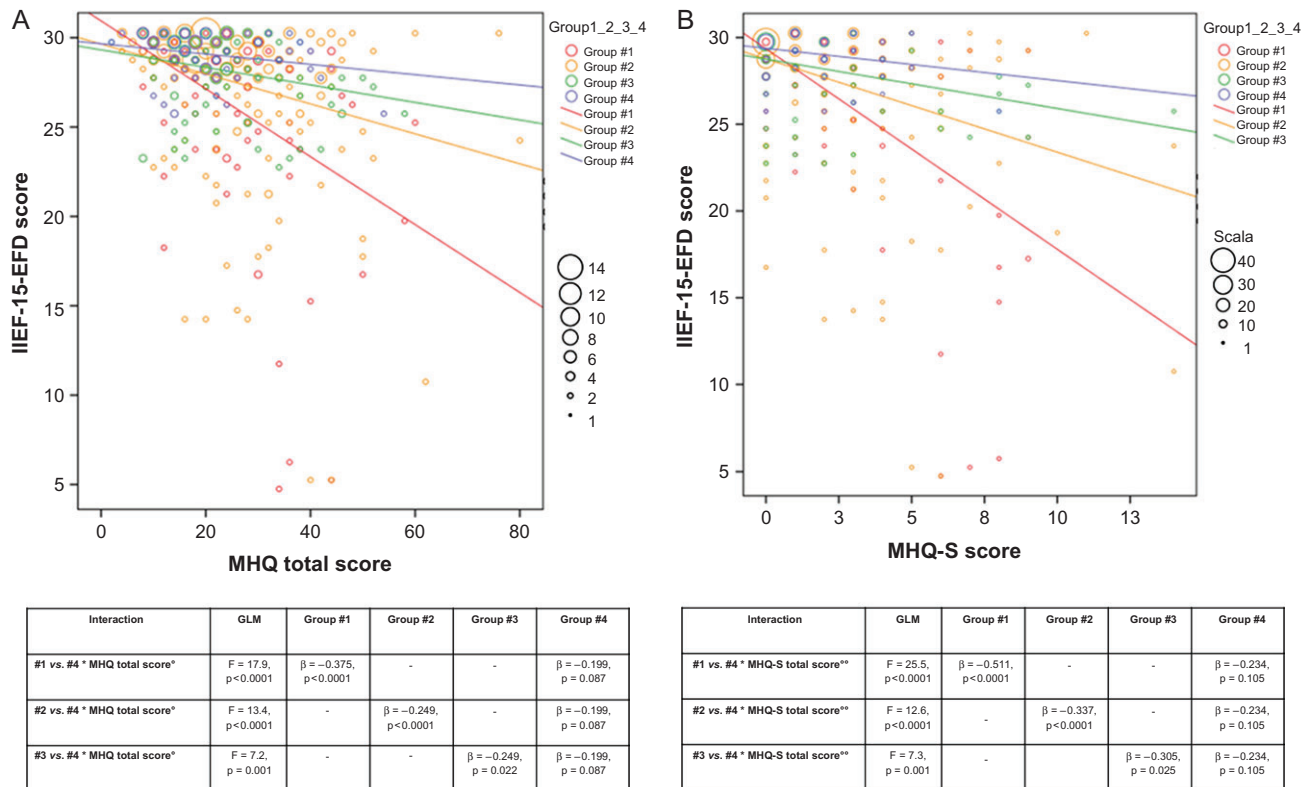 A
IIEF-15-EFD score
30
25
20
15
10
5
0
20
40
60
80
MHQ total score
Group1_2_3_4
Group #1
Group #2
Group #3
Group #4
Group #1
Group #2
Group #3
Group #4
14
12
10
8
6
4
2
1
B
IIEF-15-EFD score
30
25
20
15
10
5
0
3
5
8
10
13
MHQ-S score
Group1_2_3_4
Group #1
Group #2
Group #3
Group #4
Group #1
Group #2
Group #3
Scala
40
30
20
10
1
Interaction GLM Group #1 Group #2 Group #3 Group #4
#1 vs. #4 * MHQ total score° F = 17.9, p<0.0001 β = −0.375, p<0.0001 - - β = −0.199, p = 0.087
#2 vs. #4 * MHQ total score° F = 13.4, p<0.0001 - β = −0.249, p<0.0001 - β = −0.199, p = 0.087
#3 vs. #4 * MHQ total score° F = 7.2, p = 0.001 - - β = −0.249, p = 0.022 β = −0.199, p = 0.087
Interaction GLM Group #1 Group #2 Group #3 Group #4
#1 vs. #4 * MHQ-S total score°° F = 25.5, p<0.0001 β = −0.511, p<0.0001 - - β = −0.234, p = 0.105
#2 vs. #4 * MHQ-S total score°° F = 12.6, p<0.0001 - β = −0.337, p<0.0001 - β = −0.234, p = 0.105
#3 vs. #4 * MHQ-S total score°° F = 7.3, p = 0.001 - β = −0.305, p = 0.025 β = −0.234, p = 0.105